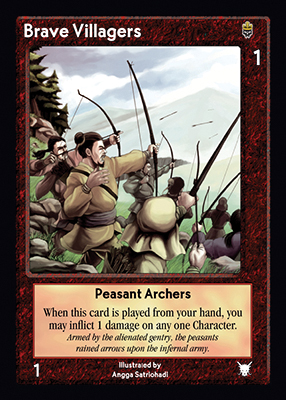 Brave Villagers
1
Peasant Archers
When this card is played from your hand, you
may inflict 1 damage on any one Character.
Armed by the alienated gentry, the peasants
rained arrows upon the infernal army.
1
Illustrated by
Angga Satriohadi